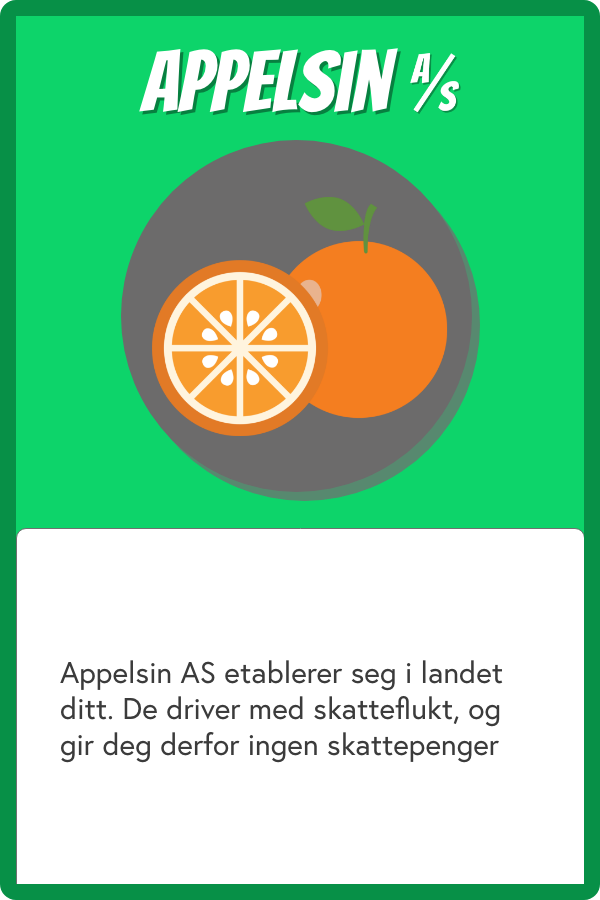 APPELSIN A/S
Appelsin AS etablerer seg i landet
ditt. De driver med skatteflukt, og
gir deg derfor ingen skattepenger